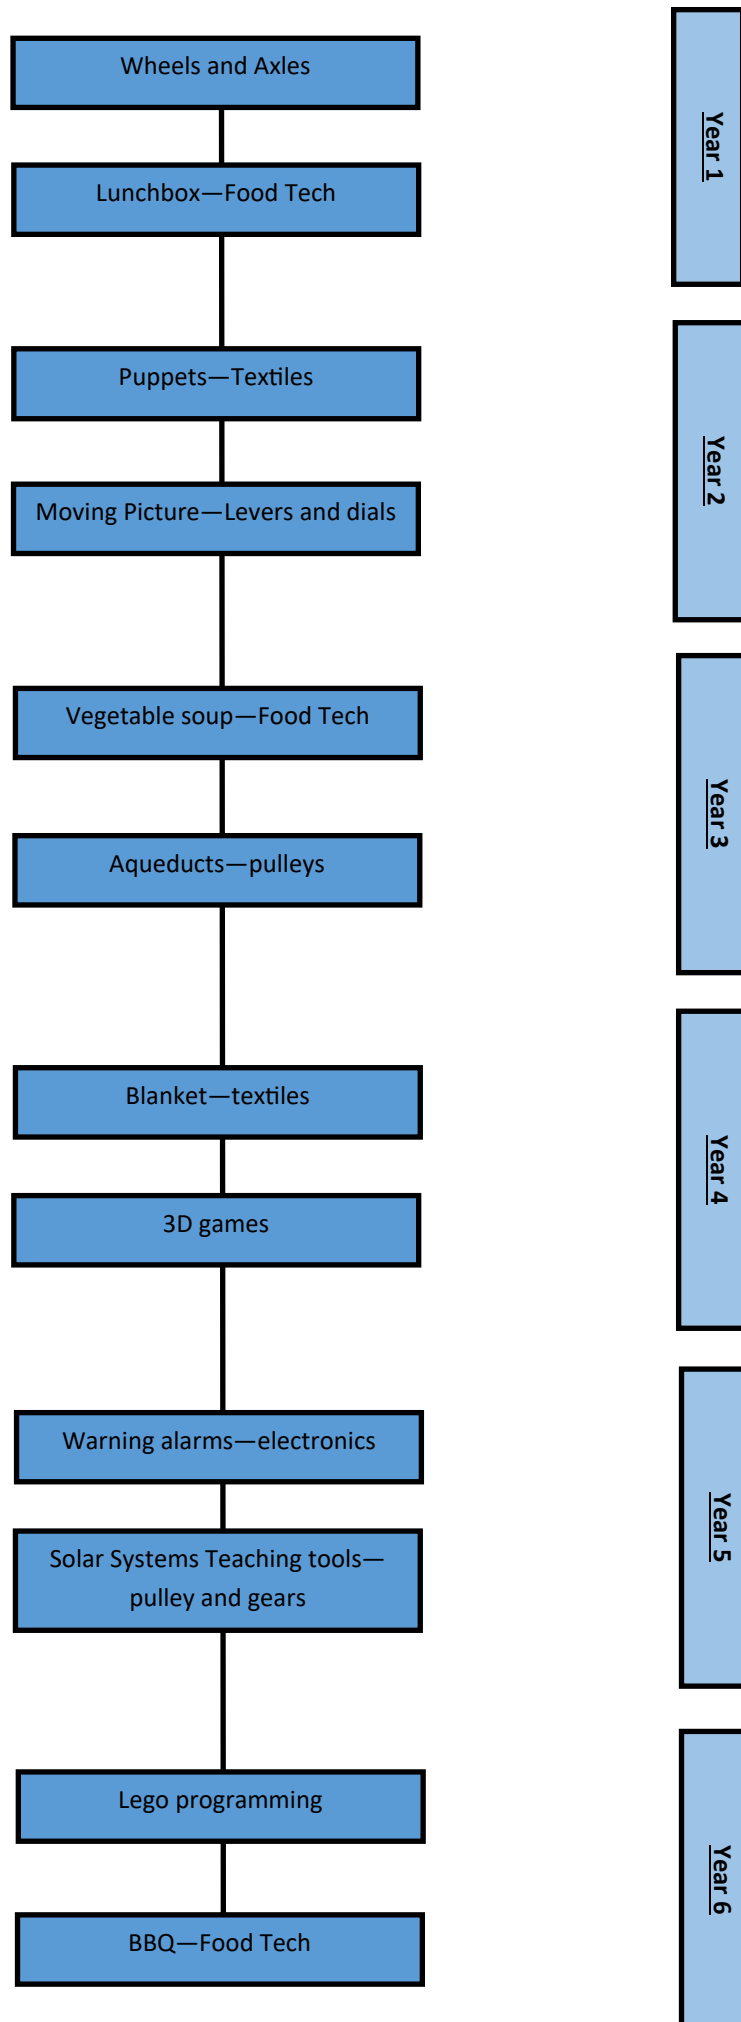 Wheels and Axles
Year 1
Lunchbox—Food Tech
Puppets—Textiles
Year 2
Moving Picture—Levers and dials
Vegetable soup—Food Tech
Year 3
Aqueducts—pulleys
Blanket—textiles
Year 4
3D games
Warning alarms—electronics
Year 5
Solar Systems Teaching tools—
pulley and gears
Lego programming
Year 6
BBQ—Food Tech